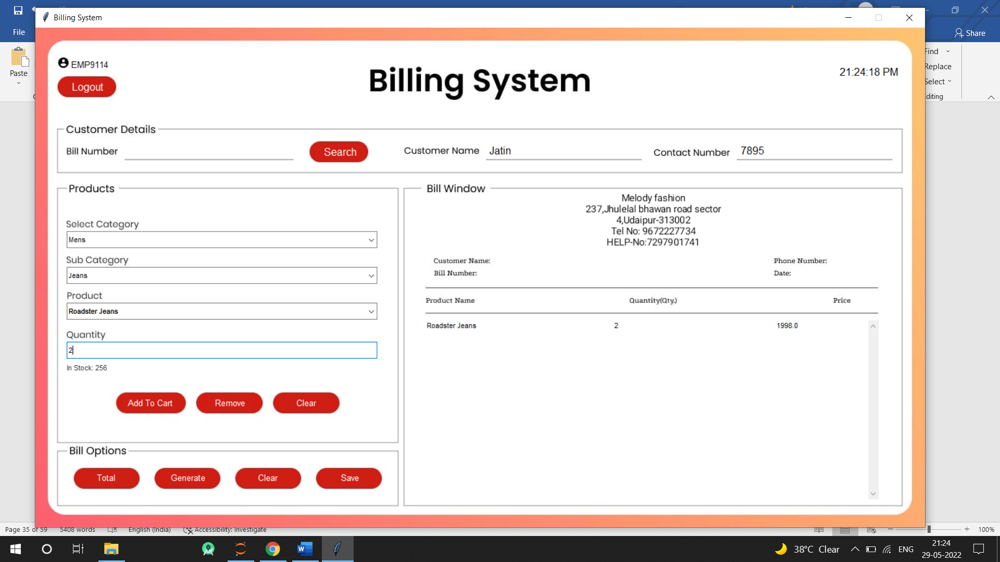 Billing System
File
Share
Paste
Find
Replace
Select
diting
EMP9114
Logout
Billing System
21:24:18 PM
Customer Details
Bill Number
Search
Customer Name Jatin
Contact Number 7895
Products
Select Category
Mens
Sub Category
Jeans
Product
Roadster Jeans
Quantity
2
In Stock: 256
Add To Cart
Remove
Clear
Bill Options
Total
Generate
Clear
Save
Bill Window
Melody fashion
237,Jhulelal bhawan road sector
4,Udaipur-313002
Tel No: 9672227734
HELP-No:7297901741
Customer Name:
Phone Number:
Bill Number:
Date:
Product Name Quantity(Qty.) Price
Roadster Jeans 2 1998.0
Page 35 of 59 5408 words English (India) Accessibility: Investigate
100%
38°C Clear
ENG
21:24
29-05-2022